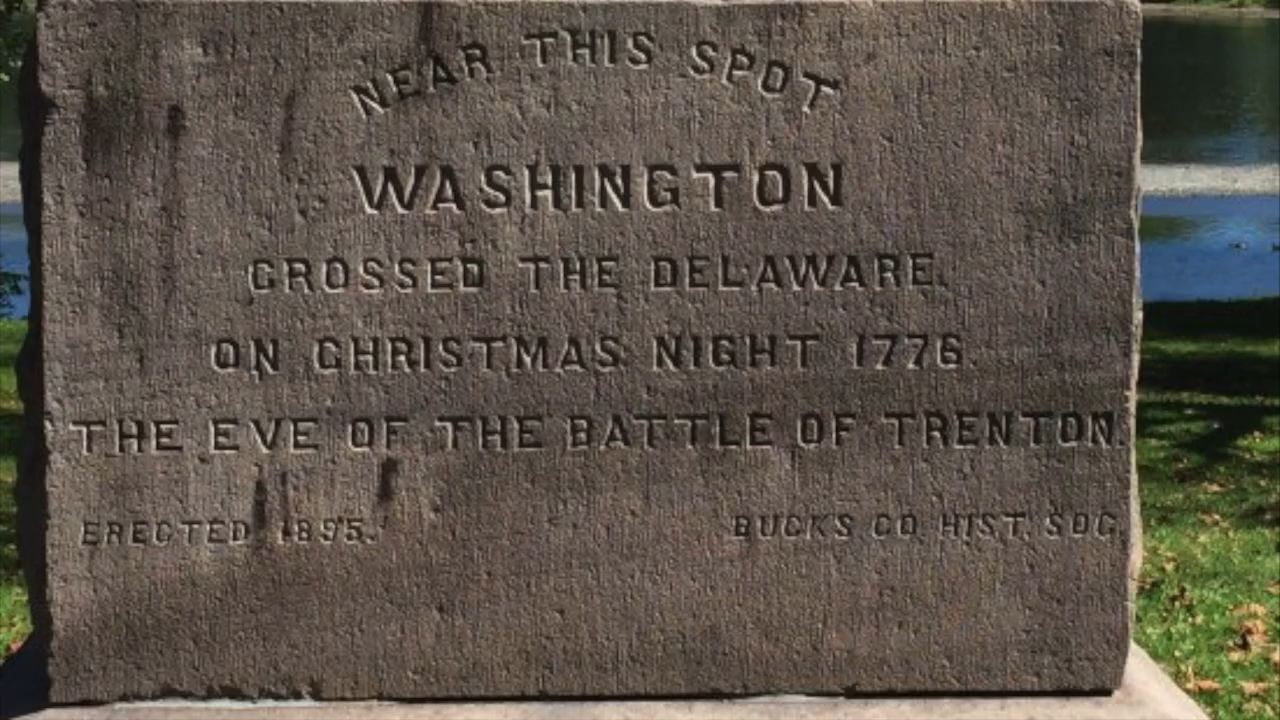 NEAR THIS SPOT
WASHINGTON
CROSSED THE DELAWARE.
ON CHRISTMAS NIGHT 1776.
THE EVE OF THE BATTLE OF TRENTON.
ERECTED 1895. BUCKS CO. HIST. SOC.